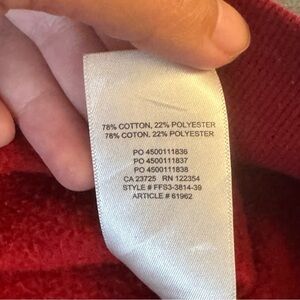 78% COTTON, 22% POLYESTER
78% COTON, 22% POLYESTER
PO 4500111836
PO 4500111837
PO 4500111838
CA 23725 RN 122354
STYLE # FFS3-3814-39
ARTICLE # 61962